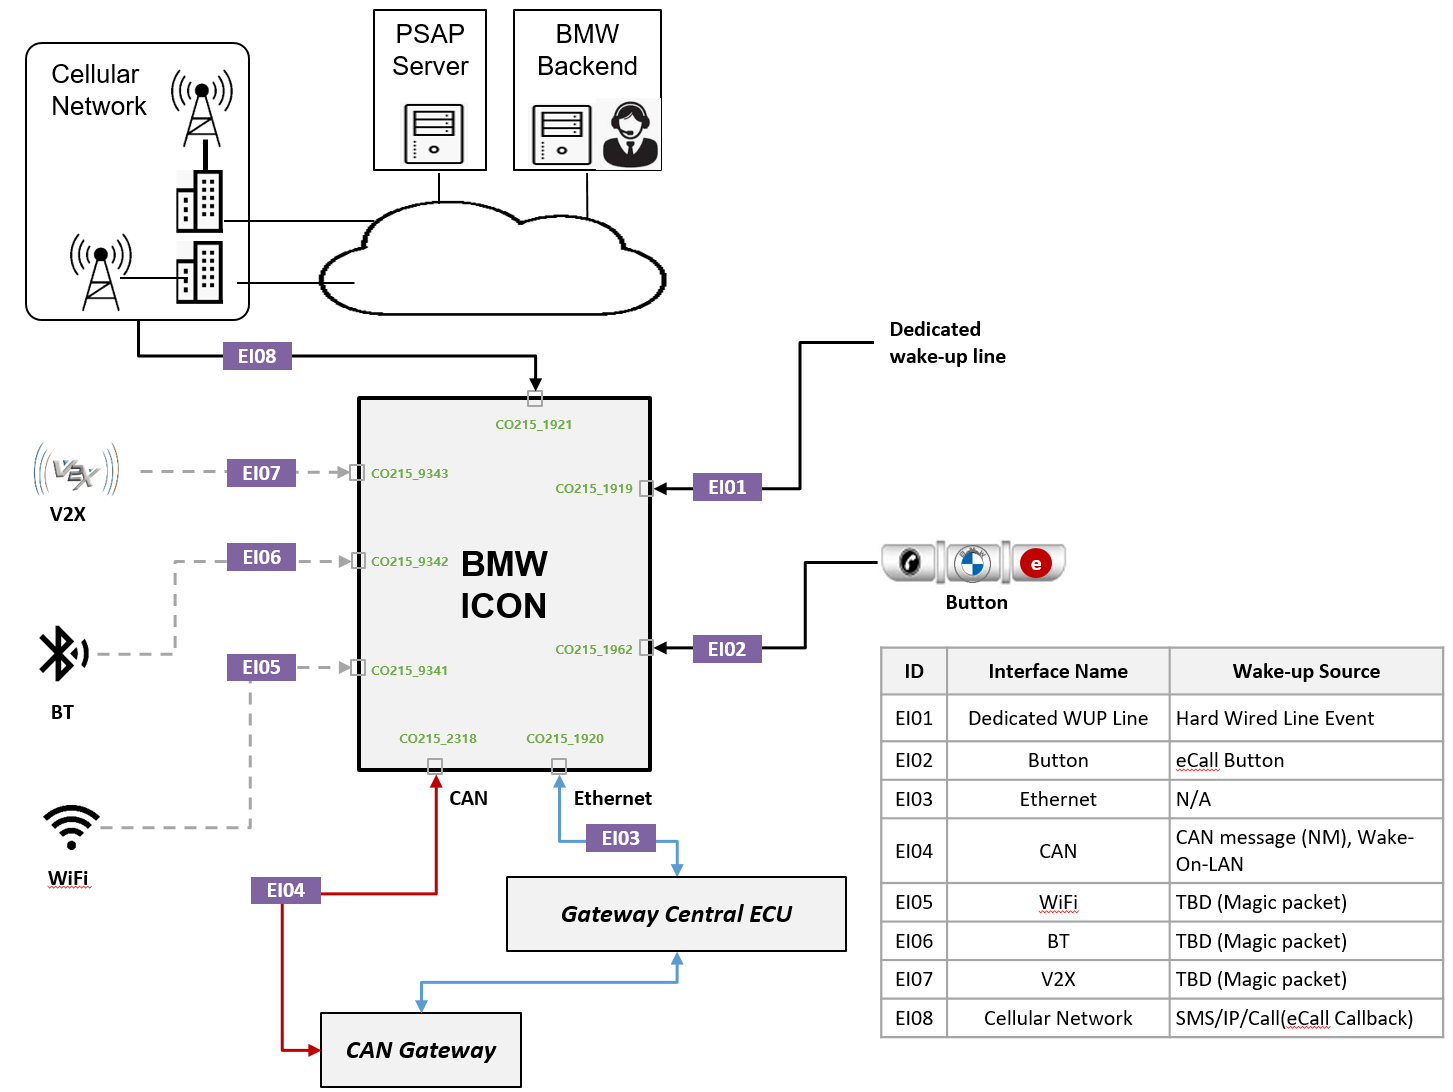 Cellular
Network
PSAP
Server
BMW
Backend
EI08
Dedicated
wake-up line
CO215_1921
V2X
EI07
CO215_9343
V2X
CO215_1919
EI01
EI06
CO215_9342
BMW
ICON
e
Button
BT
EI05
CO215_9341
CO215_1962
EI02
CO215_2318
CO215_1920
CAN
Ethernet
WiFi
EI03
EI04
Gateway Central ECU
CAN Gateway
ID Interface Name Wake-up Source
EI01 Dedicated WUP Line Hard Wired Line Event
EI02 Button eCall Button
EI03 Ethernet N/A
EI04 CAN CAN message (NM), Wake-
On-LAN
EI05 WiFi TBD (Magic packet)
EI06 BT TBD (Magic packet)
EI07 V2X TBD (Magic packet)
EI08 Cellular Network SMS/IP/Call(eCall Callback)